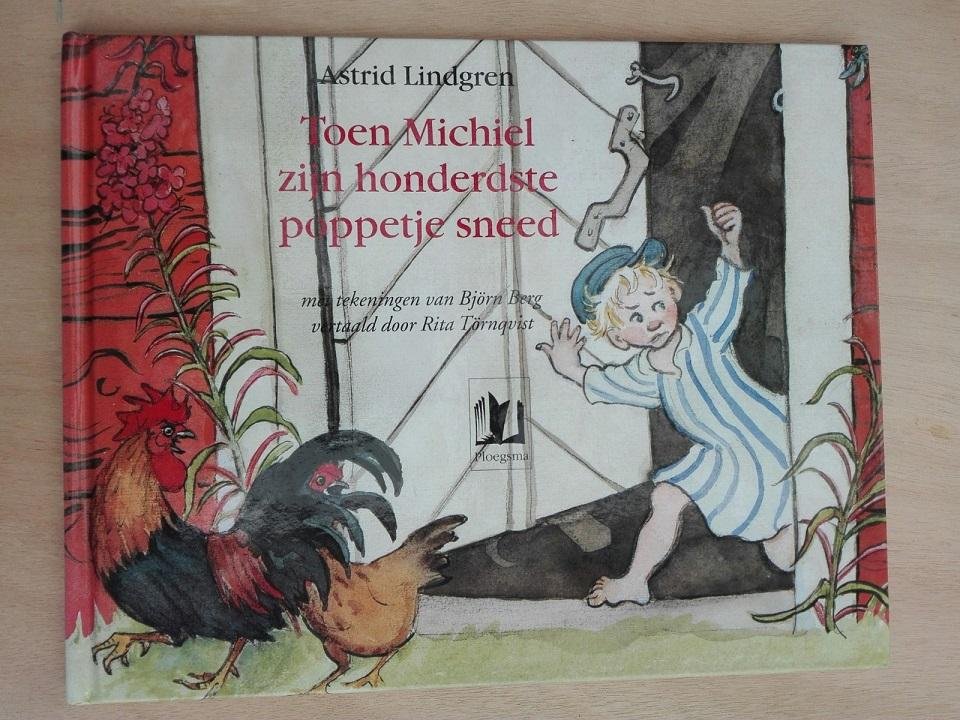 Astrid Lindgren
Toen Michiel
zijn honderdste
poppetje sneed
met tekeningen van Björn Berg
vertaald door Rita Törnqvist
Ploegsma